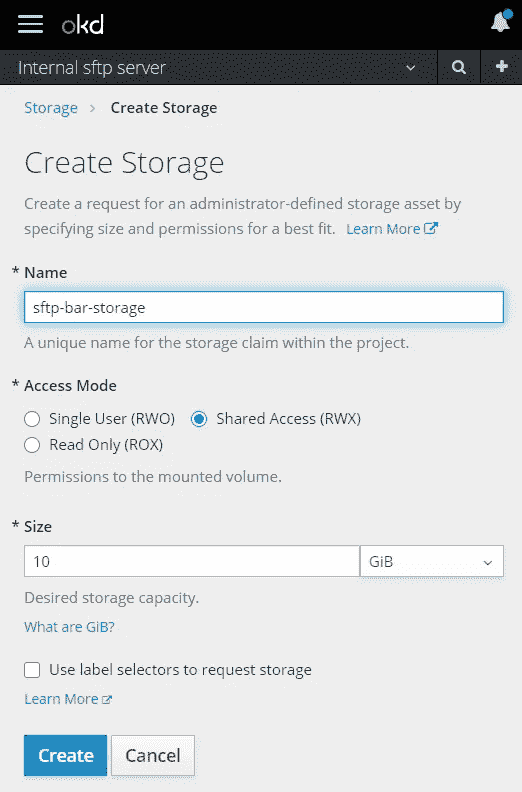 okd
Internal sftp server
Storage > Create Storage
Create Storage
Create a request for an administrator-defined storage asset by
specifying size and permissions for a best fit. Learn More
* Name
sftp-bar-storage
A unique name for the storage claim within the project.
* Access Mode
Single User (RWO) Shared Access (RWX)
Read Only (ROX)
Permissions to the mounted volume.
* Size
10 GiB
Desired storage capacity.
What are GiB?
Use label selectors to request storage
Learn More
Create Cancel